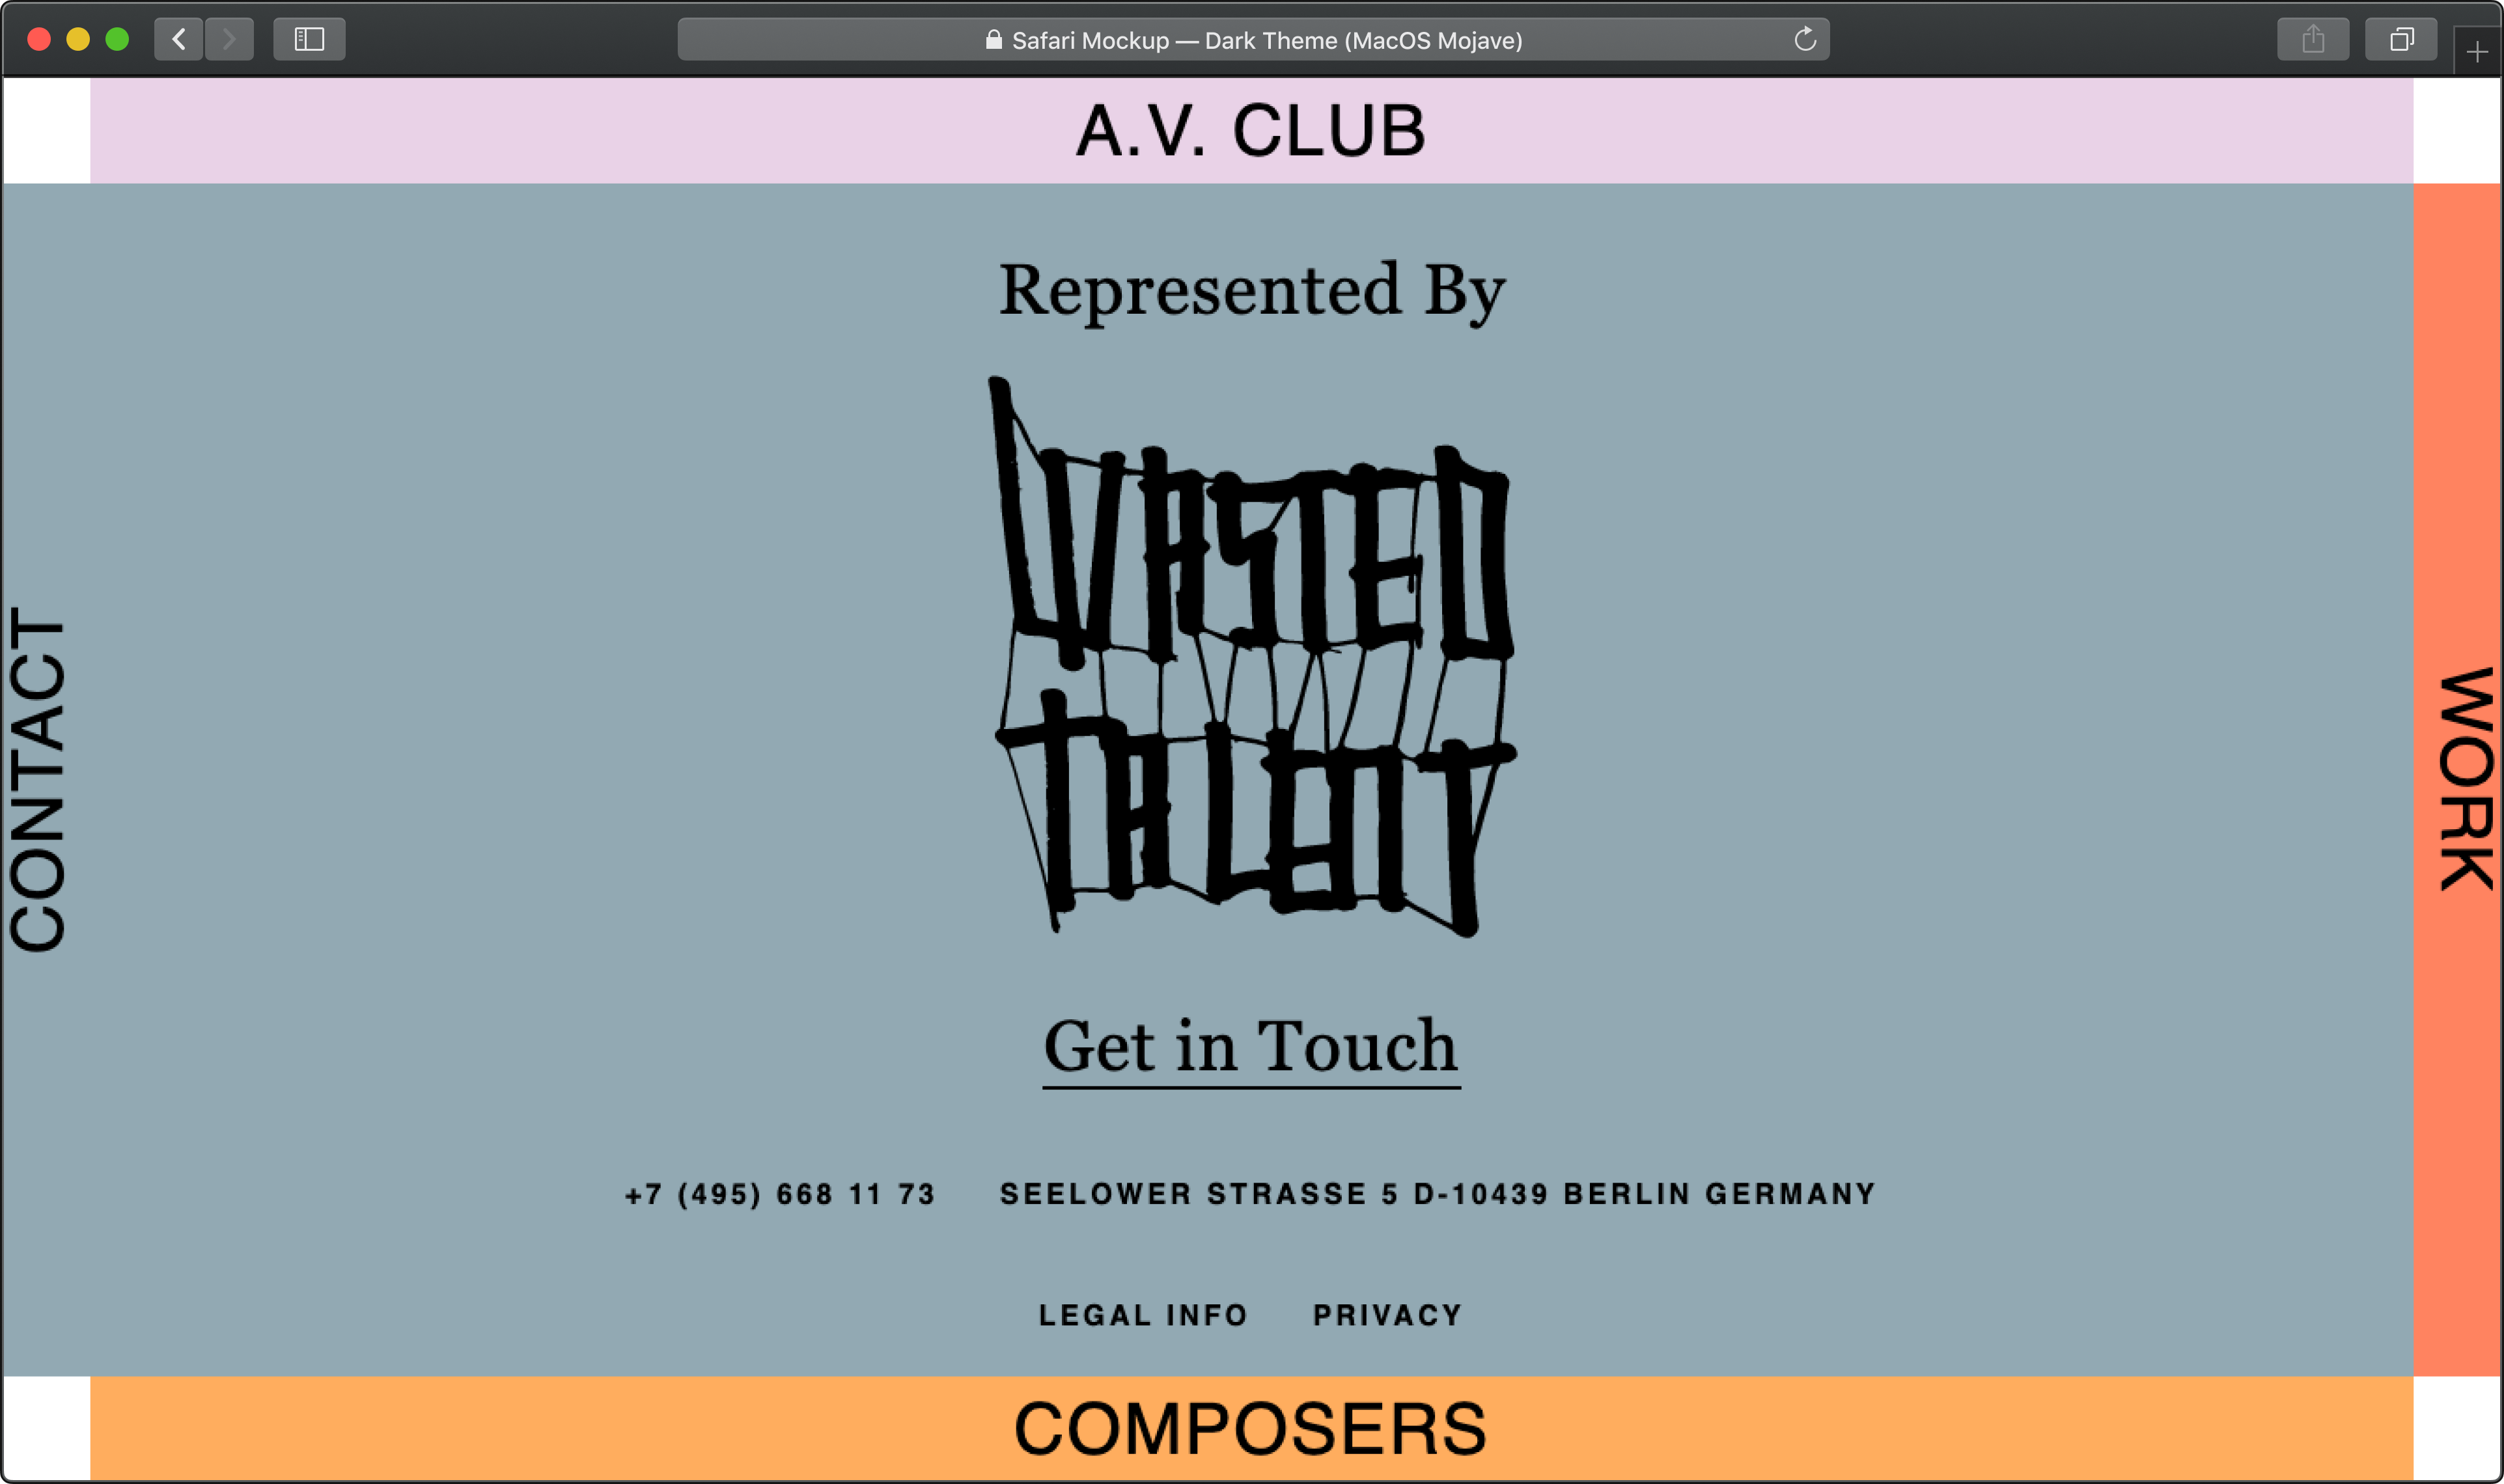 Safari Mockup — Dark Theme (MacOS Mojave)
A.V. CLUB
Represented By
WASTED
TALENT
CONTACT
WORK
Get in Touch
+7 (495) 668 11 73 SEELOWER STRASSE 5 D-10439 BERLIN GERMANY
LEGAL INFO PRIVACY
COMPOSERS